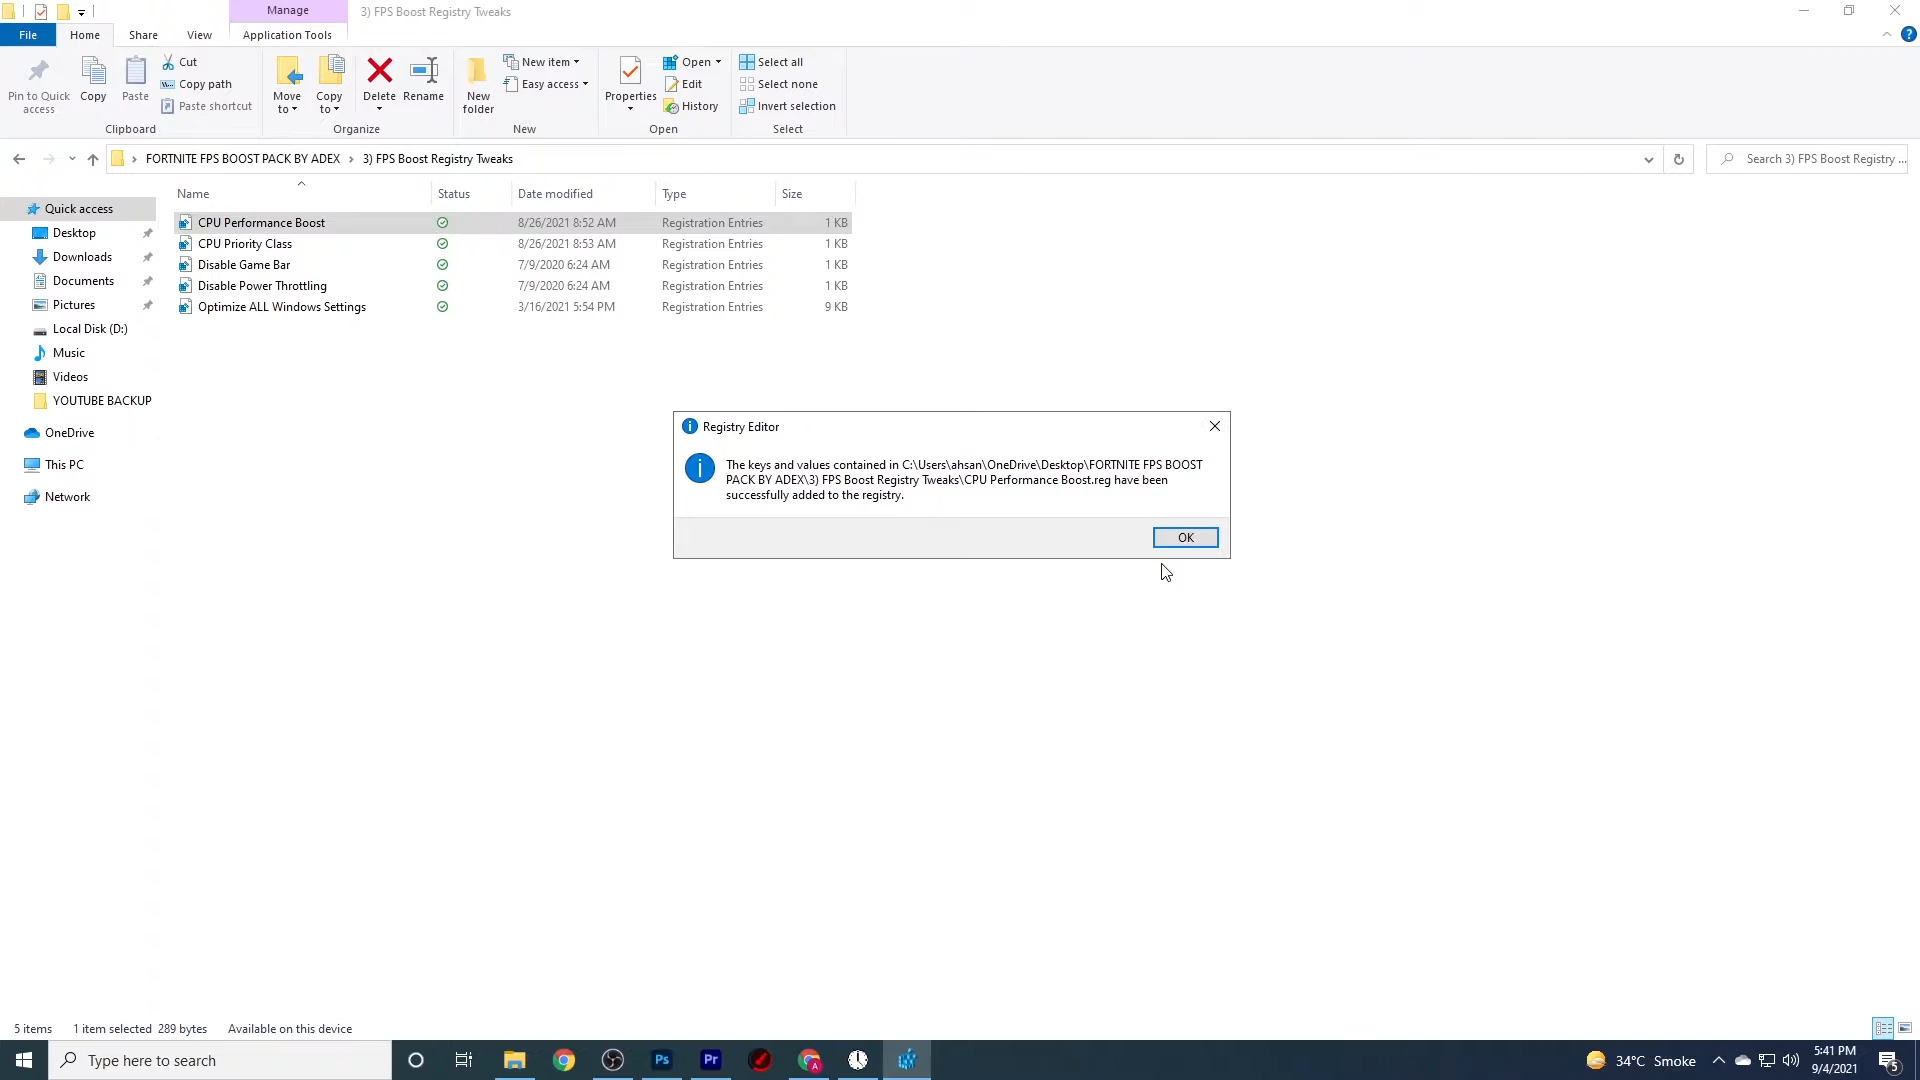 Manage
3) FPS Boost Registry Tweaks
File
Home
Share
View
Application Tools
Pin to Quick access
Copy
Paste
Cut
Copy path
Paste shortcut
Clipboard
Move to
Copy to
Delete
Rename
Organize
New folder
New item
Easy access
New
Properties
Open
Edit
History
Open
Select all
Select none
Invert selection
Select
FORTNITE FPS BOOST PACK BY ADEX > 3) FPS Boost Registry Tweaks
Search 3) FPS Boost Registry ...
Name Status Date modified Type Size
CPU Performance Boost 8/26/2021 8:52 AM Registration Entries 1 KB
CPU Priority Class 8/26/2021 8:53 AM Registration Entries 1 KB
Disable Game Bar 7/9/2020 6:24 AM Registration Entries 1 KB
Disable Power Throttling 7/9/2020 6:24 AM Registration Entries 1 KB
Optimize ALL Windows Settings 3/16/2021 5:54 PM Registration Entries 9 KB
Quick access
Desktop
Downloads
Documents
Pictures
Local Disk (D:)
Music
Videos
YOUTUBE BACKUP
OneDrive
This PC
Network
Registry Editor
The keys and values contained in C:\Users\ahsan\OneDrive\Desktop\FORTNITE FPS BOOST
PACK BY ADEX\3) FPS Boost Registry Tweaks\CPU Performance Boost.reg have been
successfully added to the registry.
OK
5 items 1 item selected 289 bytes Available on this device
Type here to search
Ps
Pr
A
34°C Smoke
5:41 PM
9/4/2021
5